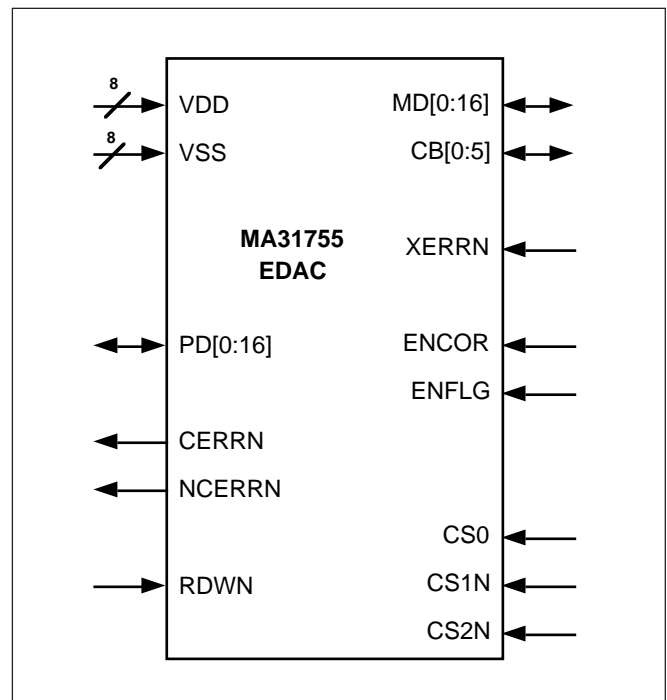 8
VDD
8
VSS
MA31755
EDAC
PD[0:16]
CERRN
NCERRN
RDWN
MD[0:16]
CB[0:5]
XERRN
ENCOR
ENFLG
CS0
CS1N
CS2N